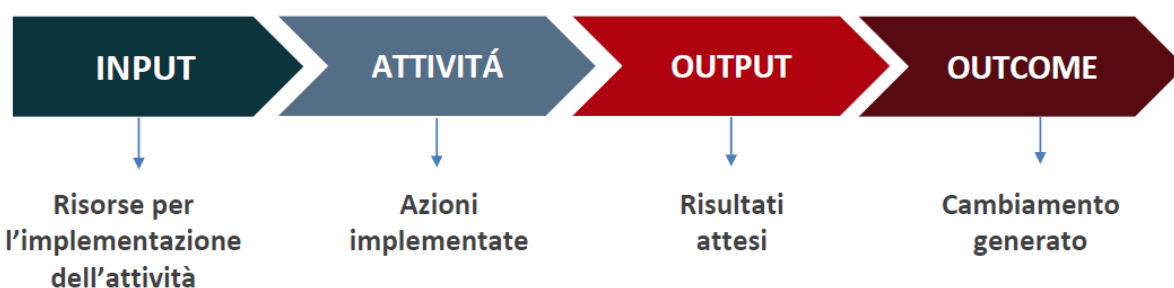 INPUT
ATTIVITÁ
OUTPUT
OUTCOME
Risorse per
l’implementazione
dell’attività
Azioni
implementate
Risultati
attesi
Cambiamento
generato